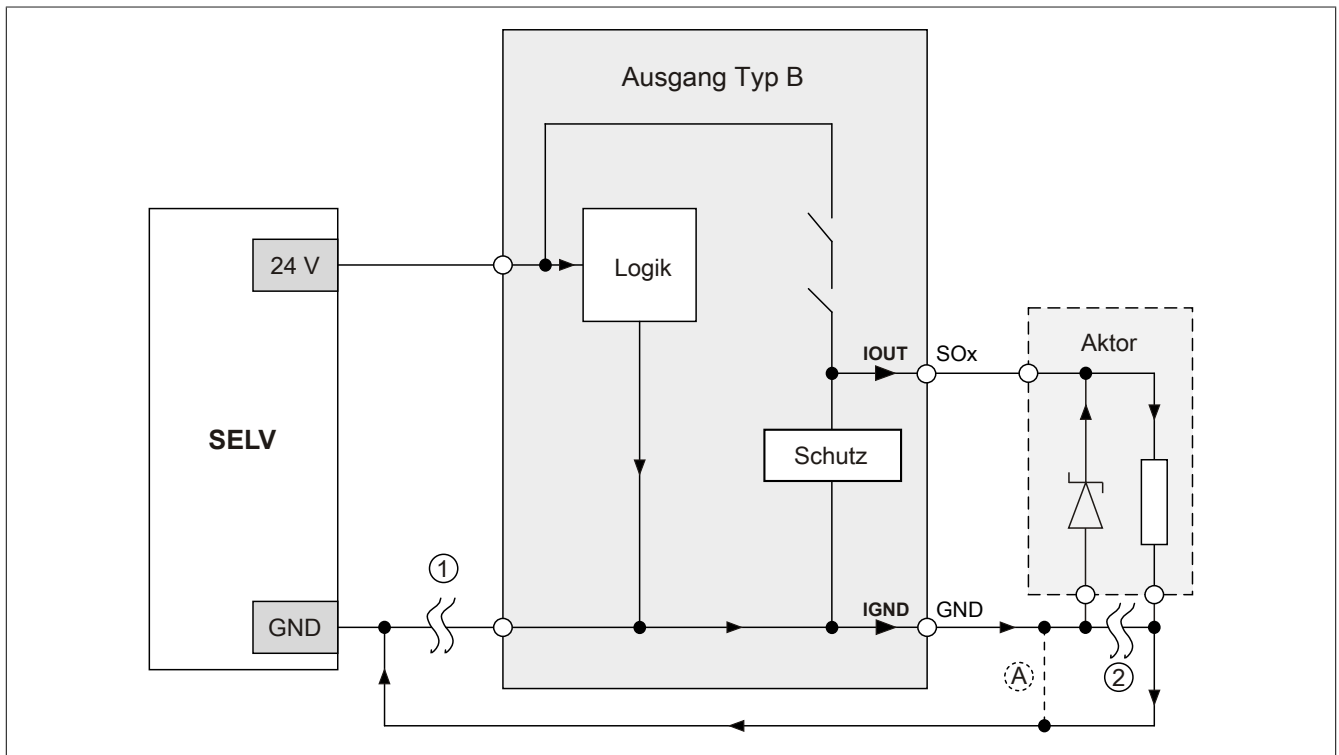 Ausgang Typ B
24 V
Logik
SELV
IOUT
SOx
Aktor
Schutz
1
GND
IGND
GND
A
2